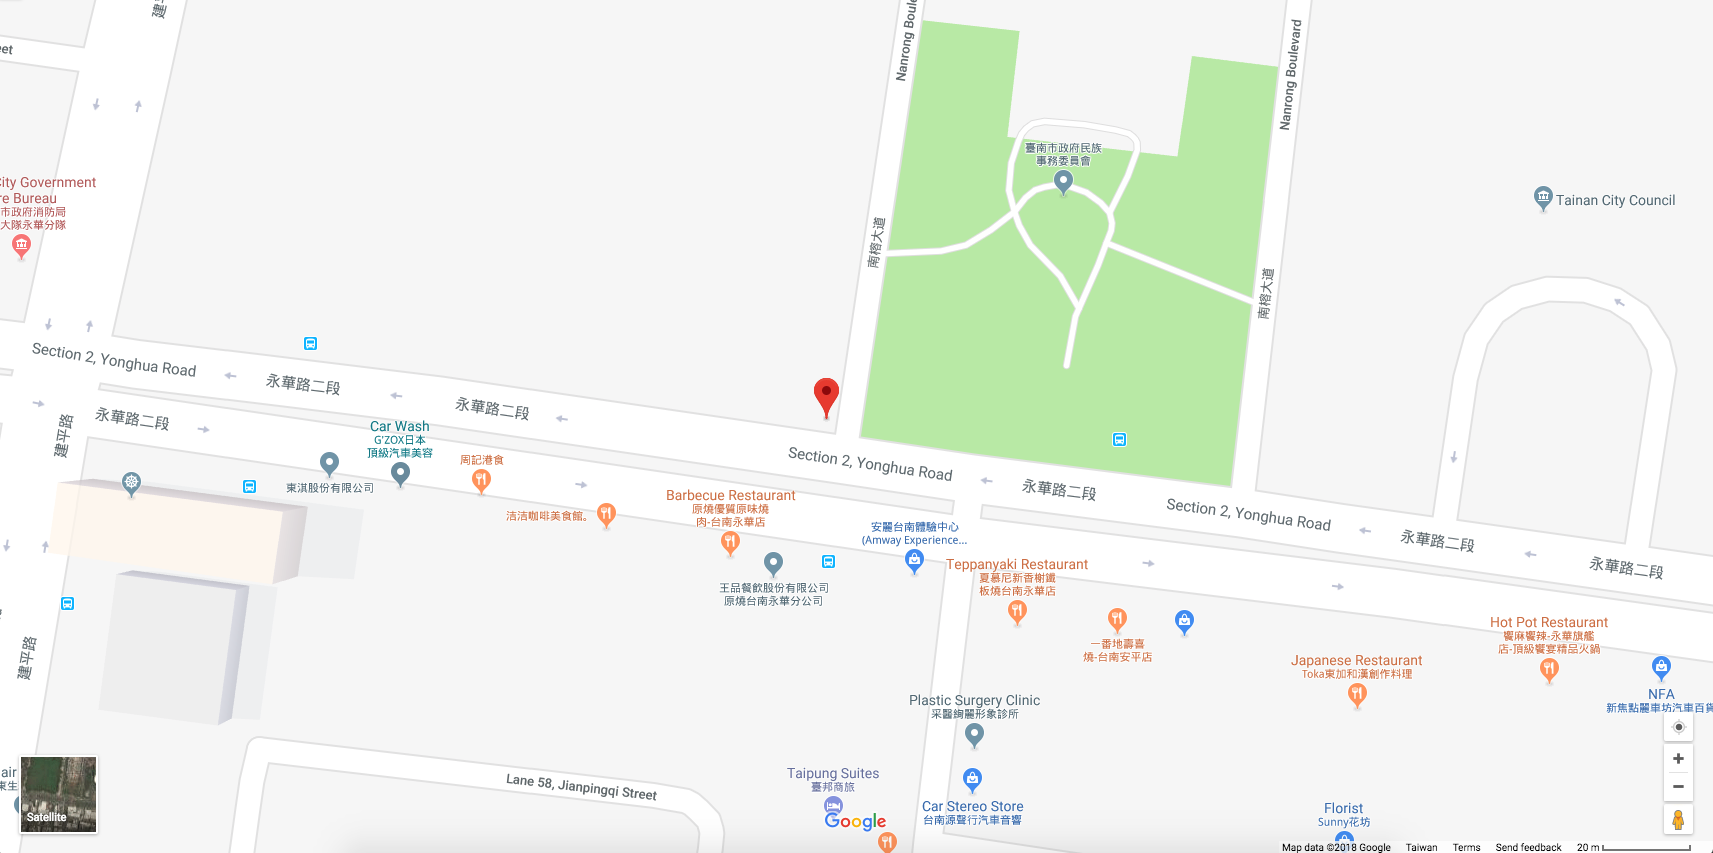 建平
Nanrong Boule
Nanrong Boulevard
eet
臺南市政府民族
事務委員會
City Government
re Bureau
市政府消防局
大隊永華分隊
Tainan City Council
南榕大道
南榕大道
Section 2, Yonghua Road
永華路二段
永華路二段
永華路二段
建平路
Car Wash
G'ZOX日本
頂級汽車美容
周記港食
東淇股份有限公司
Section 2, Yonghua Road
永華路二段
Section 2, Yonghua Road
永華路二段
永華路二段
Barbecue Restaurant
原燒優質原味燒
肉-台南永華店
洁洁咖啡美食館。
安麗台南體驗中心
(Amway Experience...
Teppanyaki Restaurant
夏慕尼新香榭鐵
板燒台南永華店
王品餐飲股份有限公司
原燒台南永華分公司
一番地壽喜
燒-台南安平店
Hot Pot Restaurant
饗麻饗辣-永華旗艦
店-頂級饗宴精品火鍋
Japanese Restaurant
Toka東加和漢創作料理
NFA
新焦點麗車坊汽車百貨
建平路
Plastic Surgery Clinic
采醫絢麗形象診所
Lane 58, Jianpingqi Street
Taipung Suites
臺邦商旅
Car Stereo Store
台南源聲行汽車音響
Florist
Sunny花坊
air
東生
Satellite
Google
Map data ©2018 Google
Taiwan
Terms
Send feedback
20 m